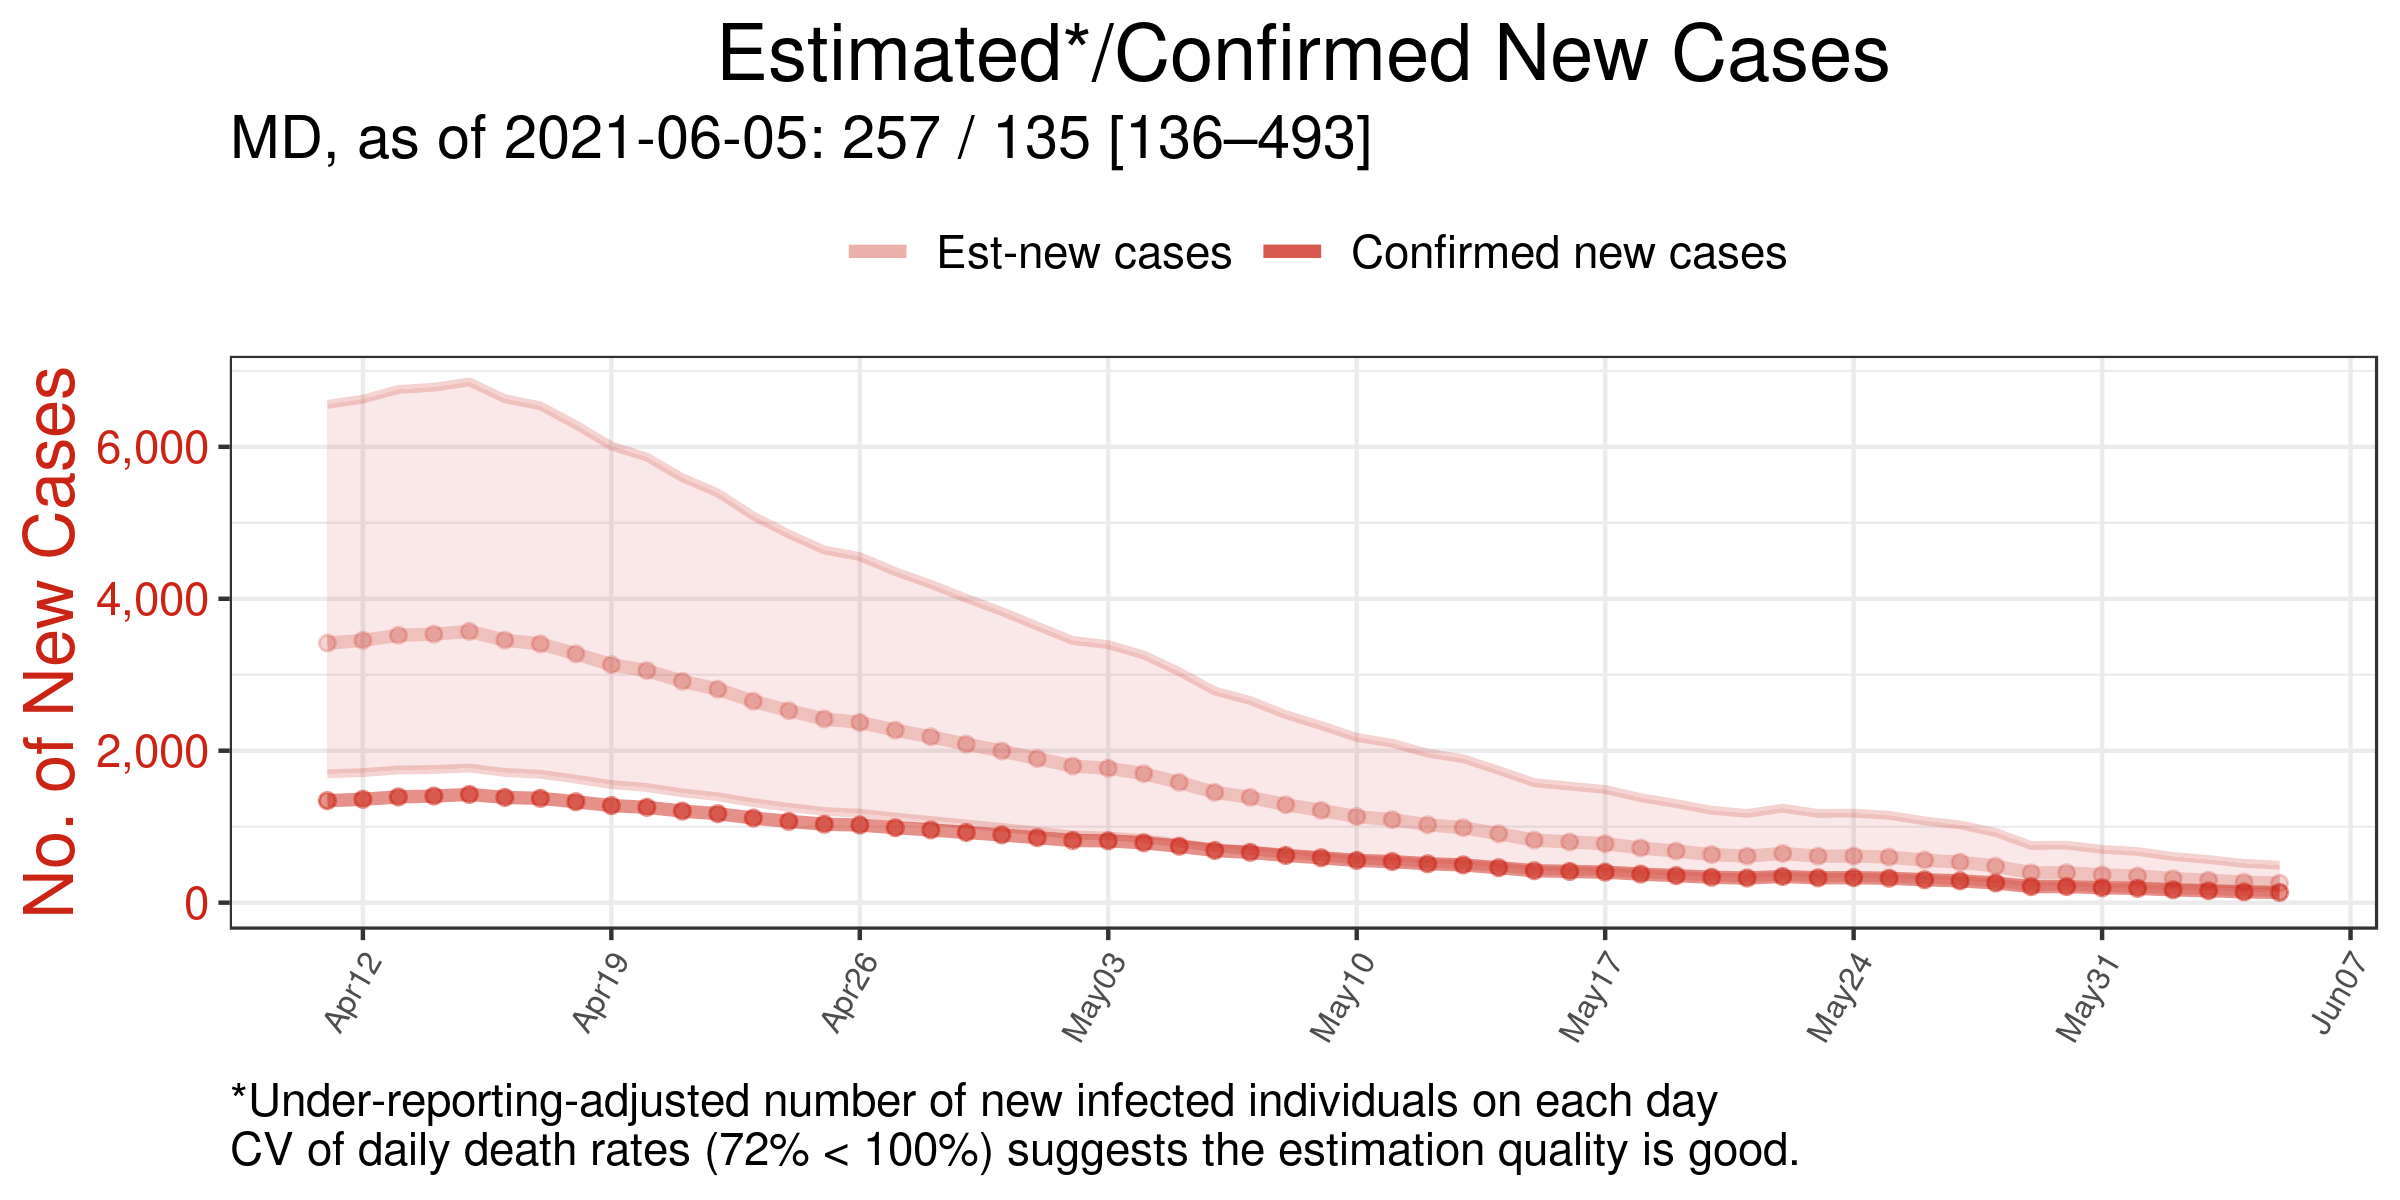 Estimated*/Confirmed New Cases
MD, as of 2021-06-05: 257 / 135 [136–493]
Est-new cases
Confirmed new cases
No. of New Cases
6,000
4,000
2,000
0
Apr12
Apr19
Apr26
May03
May10
May17
May24
May31
Jun07
*Under-reporting-adjusted number of new infected individuals on each day
CV of daily death rates (72% < 100%) suggests the estimation quality is good.